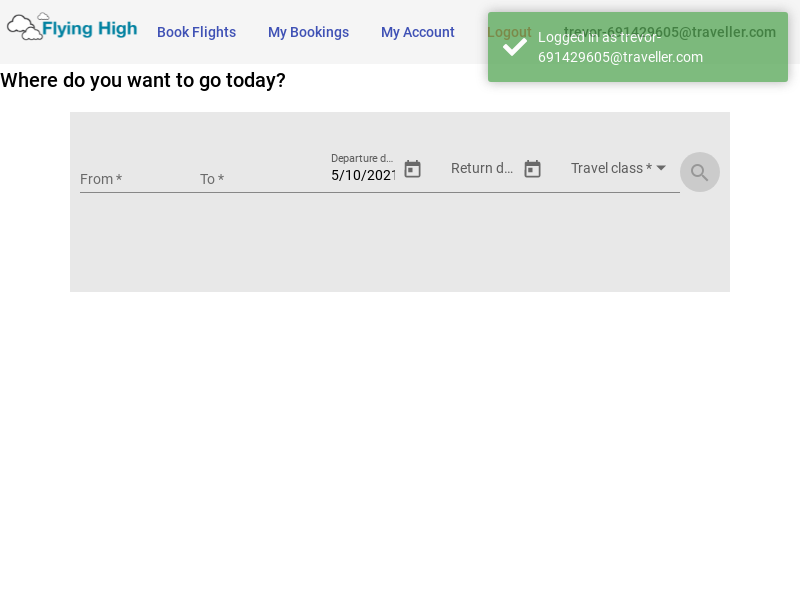 Flying High
Book Flights
My Bookings
My Account
Logout
trevor-691429605@traveller.com
Logged in as trevor-
691429605@traveller.com
Where do you want to go today?
From *
To *
Departure d...
5/10/2021
Return d...
Travel class *